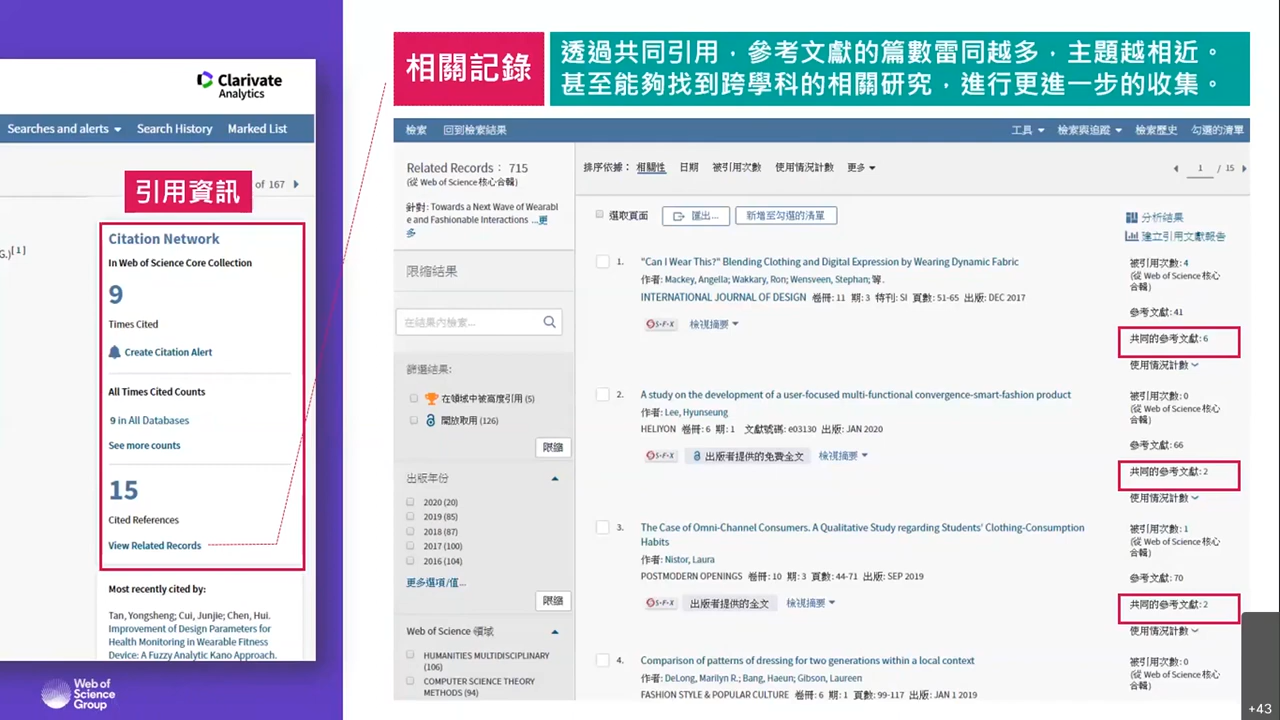 Clarivate
Analytics
Searches and alerts
Search History
Marked List
引用資訊
of 167
G.)[1]
Citation Network
In Web of Science Core Collection
9
Times Cited
Create Citation Alert
All Times Cited Counts
9 in All Databases
See more counts
15
Cited References
View Related Records
Most recently cited by:
Tan, Yongsheng; Cui, Junjie; Chen, Hui.
Improvement of Design Parameters for
Health Monitoring in Wearable Fitness
Device: A Fuzzy Analytic Kano Approach.
Web of
Science
Group
相關記錄
透過共同引用，參考文獻的篇數雷同越多，主題越相近。
甚至能夠找到跨學科的相關研究，進行更進一步的收集。
檢索 回到檢索結果
工具 檢索與追蹤 檢索歷史 勾選的清單
Related Records： 715
(從 Web of Science 核心合輯)
針對: Towards a Next Wave of Wearabl
e and Fashionable Interactions ...更
多
排序依據： 相關性 日期 被引用次數 使用情況計數 更多
1 / 15
限縮結果
在結果內檢索...
篩選結果:
在領域中被高度引用 (5)
開放取用 (126)
限縮
出版年份
2020 (20)
2019 (85)
2018 (87)
2017 (100)
2016 (104)
更多選項/值...
限縮
Web of Science 領域
HUMANITIES MULTIDISCIPLINARY
(106)
COMPUTER SCIENCE THEORY
METHODS (94)
選取頁面 匯出... 新增至勾選的清單
分析結果
建立引用文獻報告
1. "Can I Wear This?" Blending Clothing and Digital Expression by Wearing Dynamic Fabric
作者: Mackey, Angella; Wakkary, Ron; Wensveen, Stephan; 等.
INTERNATIONAL JOURNAL OF DESIGN 卷冊: 11 期: 3 特刊: SI 頁數: 51-65 出版: DEC 2017
S·F·X 檢視摘要
被引用次數: 4
(從 Web of Science 核心
合輯)
參考文獻: 41
共同的參考文獻: 6
使用情況計數
2. A study on the development of a user-focused multi-functional convergence-smart-fashion product
作者: Lee, Hyunseung
HELIYON 卷冊: 6 期: 1 文獻號碼: e03130 出版: JAN 2020
S·F·X 出版者提供的免費全文 檢視摘要
被引用次數: 0
(從 Web of Science 核心
合輯)
參考文獻: 66
共同的參考文獻: 2
使用情況計數
3. The Case of Omni-Channel Consumers. A Qualitative Study regarding Students' Clothing-Consumption
Habits
作者: Nistor, Laura
POSTMODERN OPENINGS 卷冊: 10 期: 3 頁數: 44-71 出版: SEP 2019
S·F·X 出版者提供的全文 檢視摘要
被引用次數: 1
(從 Web of Science 核心
合輯)
參考文獻: 70
共同的參考文獻: 2
使用情況計數
4. Comparison of patterns of dressing for two generations within a local context
作者: DeLong, Marilyn R.; Bang, Haeun; Gibson, Laureen
FASHION STYLE & POPULAR CULTURE 卷冊: 6 期: 1 頁數: 99-117 出版: JAN 1 2019
被引用次數: 0
(從 Web of Science 核心
合輯)
+43